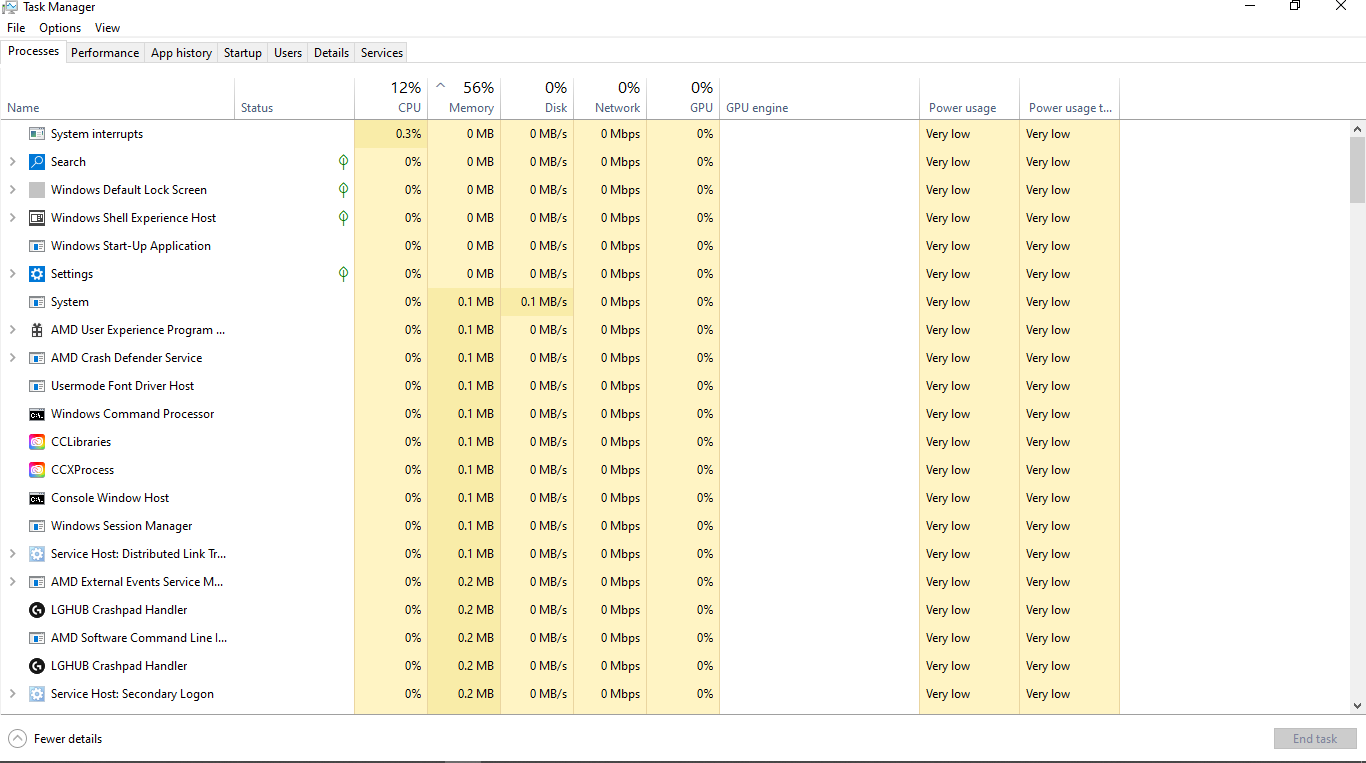 Task Manager
File Options View
Processes Performance App history Startup Users Details Services
12% 56% 0% 0% 0%
Name Status CPU Memory Disk Network GPU GPU engine Power usage Power usage t...
System interrupts 0.3% 0 MB 0 MB/s 0 Mbps 0% Very low Very low
Search 0% 0 MB 0 MB/s 0 Mbps 0% Very low Very low
Windows Default Lock Screen 0% 0 MB 0 MB/s 0 Mbps 0% Very low Very low
Windows Shell Experience Host 0% 0 MB 0 MB/s 0 Mbps 0% Very low Very low
Windows Start-Up Application 0% 0 MB 0 MB/s 0 Mbps 0% Very low Very low
Settings 0% 0 MB 0 MB/s 0 Mbps 0% Very low Very low
System 0% 0.1 MB 0.1 MB/s 0 Mbps 0% Very low Very low
AMD User Experience Program ... 0% 0.1 MB 0 MB/s 0 Mbps 0% Very low Very low
AMD Crash Defender Service 0% 0.1 MB 0 MB/s 0 Mbps 0% Very low Very low
Usermode Font Driver Host 0% 0.1 MB 0 MB/s 0 Mbps 0% Very low Very low
Windows Command Processor 0% 0.1 MB 0 MB/s 0 Mbps 0% Very low Very low
CCLibraries 0% 0.1 MB 0 MB/s 0 Mbps 0% Very low Very low
CCXProcess 0% 0.1 MB 0 MB/s 0 Mbps 0% Very low Very low
Console Window Host 0% 0.1 MB 0 MB/s 0 Mbps 0% Very low Very low
Windows Session Manager 0% 0.1 MB 0 MB/s 0 Mbps 0% Very low Very low
Service Host: Distributed Link Tr... 0% 0.1 MB 0 MB/s 0 Mbps 0% Very low Very low
AMD External Events Service M... 0% 0.2 MB 0 MB/s 0 Mbps 0% Very low Very low
LGHUB Crashpad Handler 0% 0.2 MB 0 MB/s 0 Mbps 0% Very low Very low
AMD Software Command Line I... 0% 0.2 MB 0 MB/s 0 Mbps 0% Very low Very low
LGHUB Crashpad Handler 0% 0.2 MB 0 MB/s 0 Mbps 0% Very low Very low
Service Host: Secondary Logon 0% 0.2 MB 0 MB/s 0 Mbps 0% Very low Very low
Fewer details End task